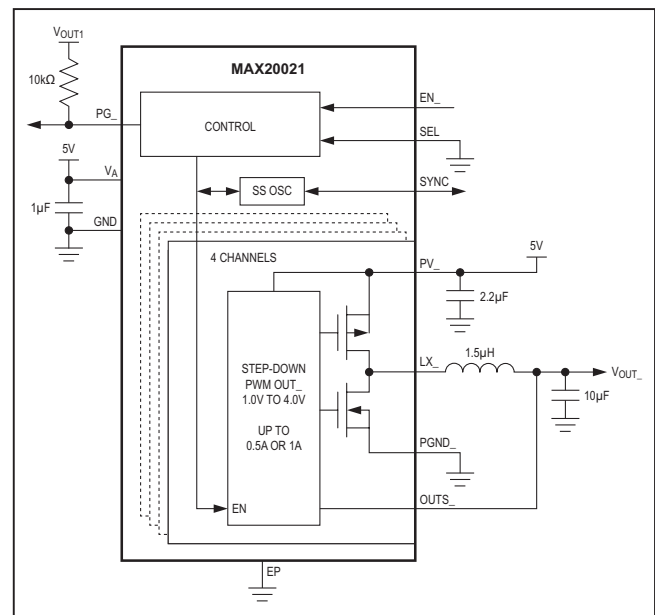 VOUT1
10kΩ
PG_
5V
VA
1µF
GND
MAX20021
CONTROL
EN_
SEL
SS OSC
SYNC
4 CHANNELS
PV_
5V
2.2µF
STEP-DOWN
PWM OUT_
1.0V TO 4.0V
UP TO
0.5A OR 1A
EN
LX_
1.5µH
VOUT_
10µF
PGND_
OUTS_
EP